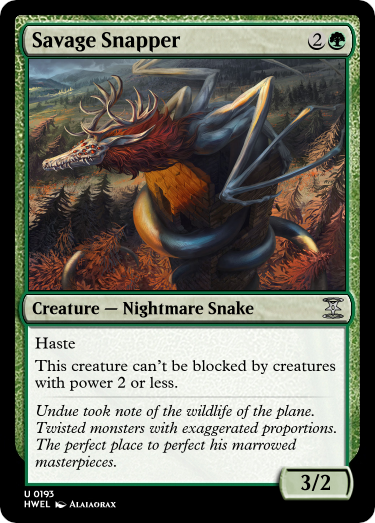 Savage Snapper 2
Creature — Nightmare Snake
Haste
This creature can't be blocked by creatures
with power 2 or less.
Undue took note of the wildlife of the plane.
Twisted monsters with exaggerated proportions.
The perfect place to perfect his marrowed
masterpieces.
3/2
U 0193
HWEL Alaiaorax